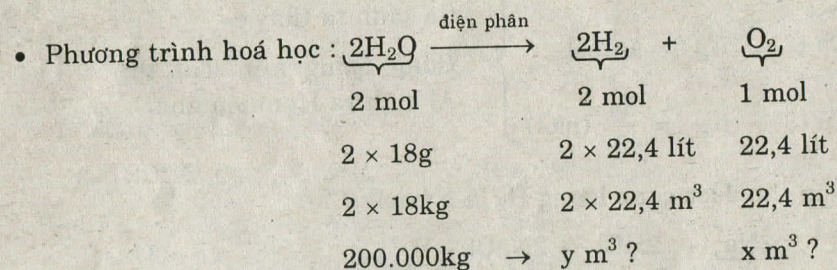 điện phân
• Phương trình hoá học : 2H₂O ⟶ 2H₂ + O₂
2 mol 2 mol 1 mol
2 × 18g 2 × 22,4 lít 22,4 lít
2 × 18kg 2 × 22,4 m³ 22,4 m³
200.000kg → y m³ ? x m³ ?